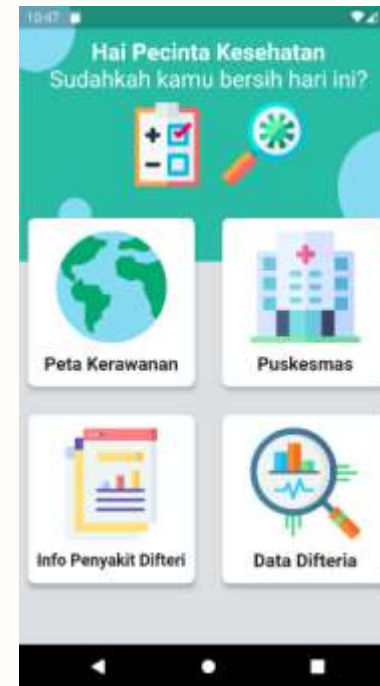 10:47
Hai Pecinta Kesehatan
Sudahkah kamu bersih hari ini?
Peta Kerawanan
Puskesmas
Info Penyakit Difteri
Data Difteria